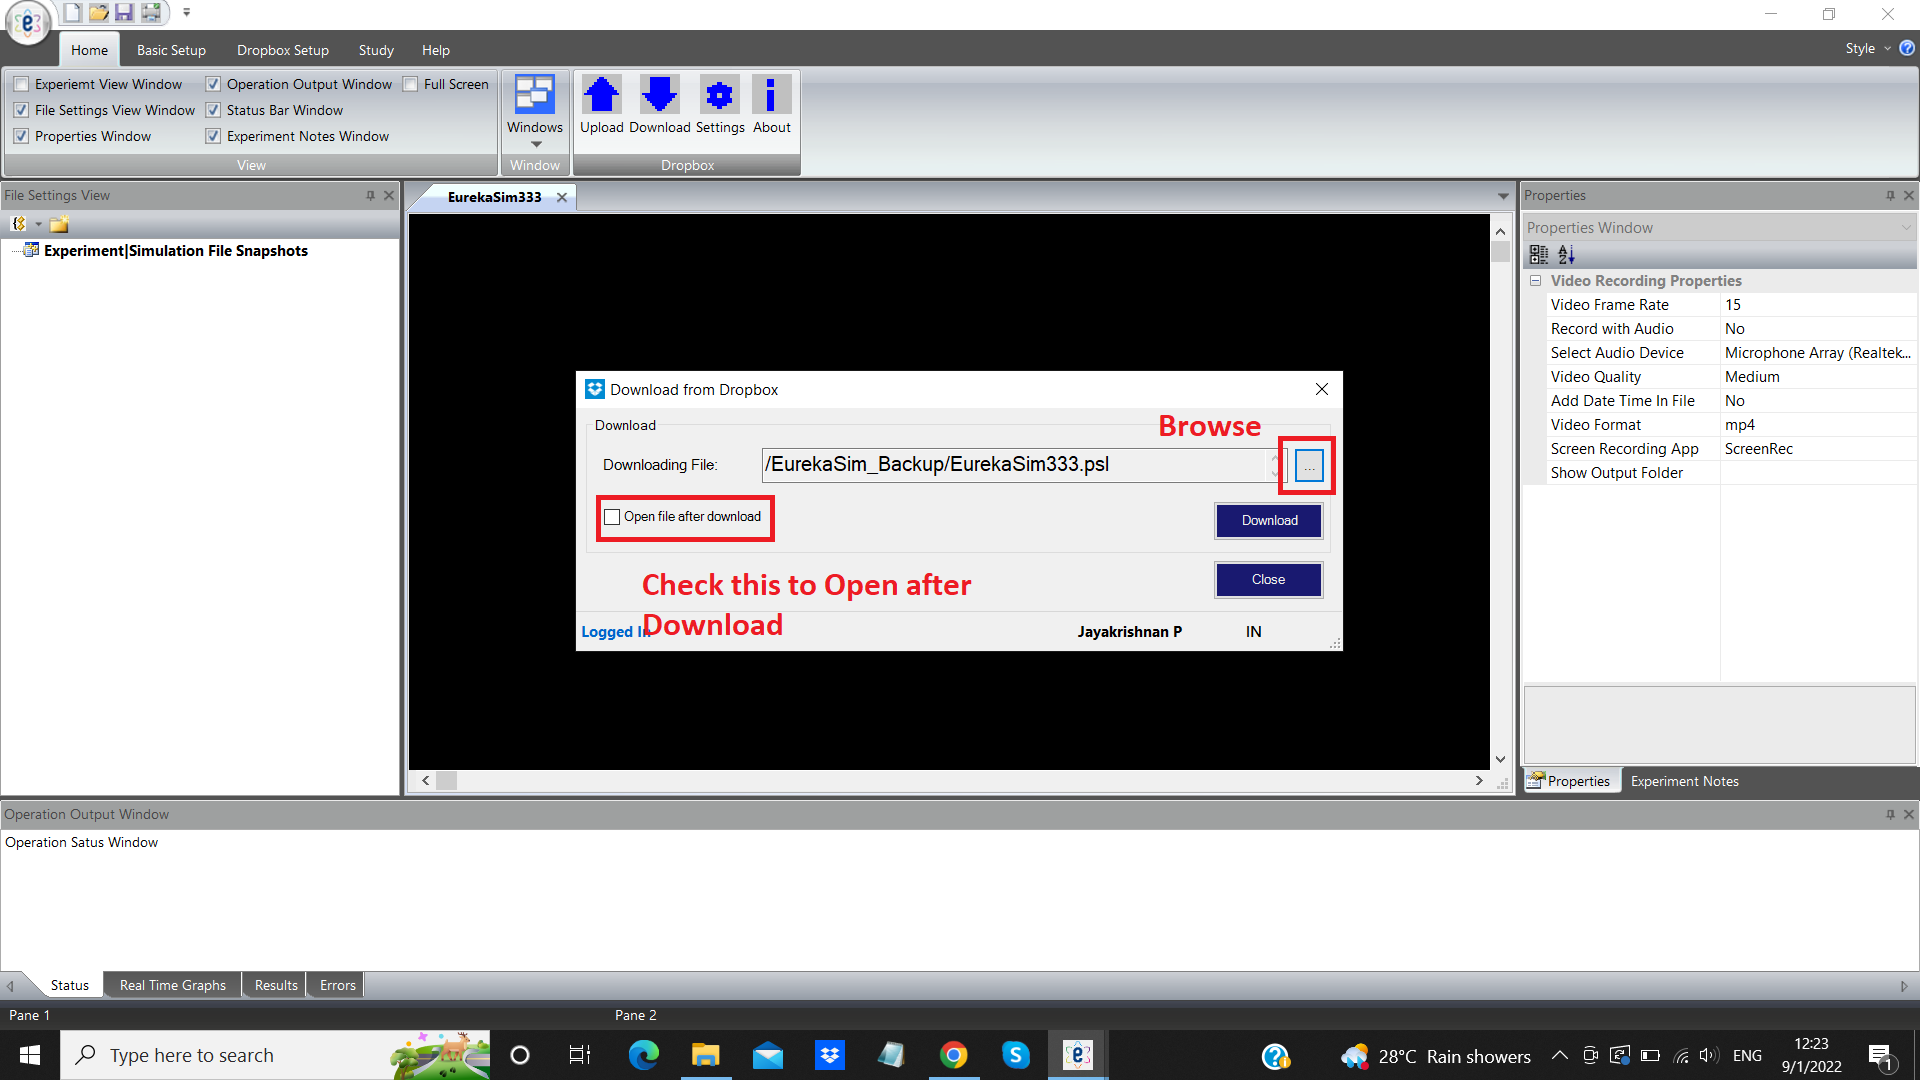 Home Basic Setup Dropbox Setup Study Help Style
Experiemt View Window Operation Output Window Full Screen
File Settings View Window Status Bar Window
Properties Window Experiment Notes Window
View
Windows
Window
Upload Download Settings About
Dropbox
File Settings View
Experiment|Simulation File Snapshots
EurekaSim333
Download from Dropbox
Download
Browse
Downloading File: /EurekaSim_Backup/EurekaSim333.psl ...
Open file after download
Download
Check this to Open after
Download
Close
Logged In Jayakrishnan P IN
Properties
Properties Window
Video Recording Properties
Video Frame Rate 15
Record with Audio No
Select Audio Device Microphone Array (Realtek...
Video Quality Medium
Add Date Time In File No
Video Format mp4
Screen Recording App ScreenRec
Show Output Folder
Properties Experiment Notes
Operation Output Window
Operation Satus Window
Status Real Time Graphs Results Errors
Pane 1 Pane 2
Type here to search
28°C Rain showers ENG
12:23
9/1/2022
1